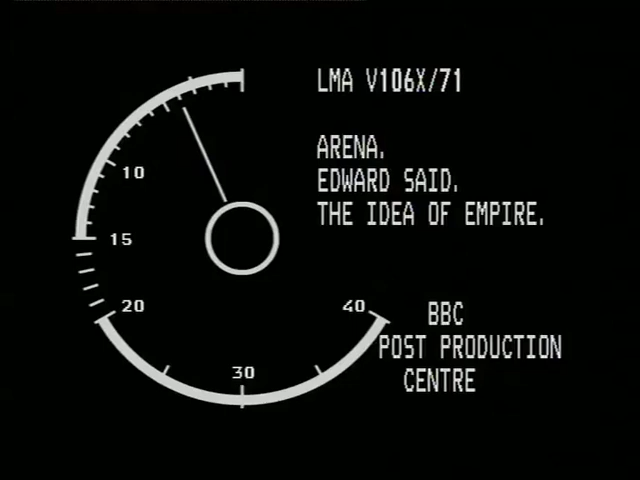 LMA V106X/71
ARENA.
EDWARD SAID.
THE IDEA OF EMPIRE.
10
15
20
30
40
BBC
POST PRODUCTION
CENTRE